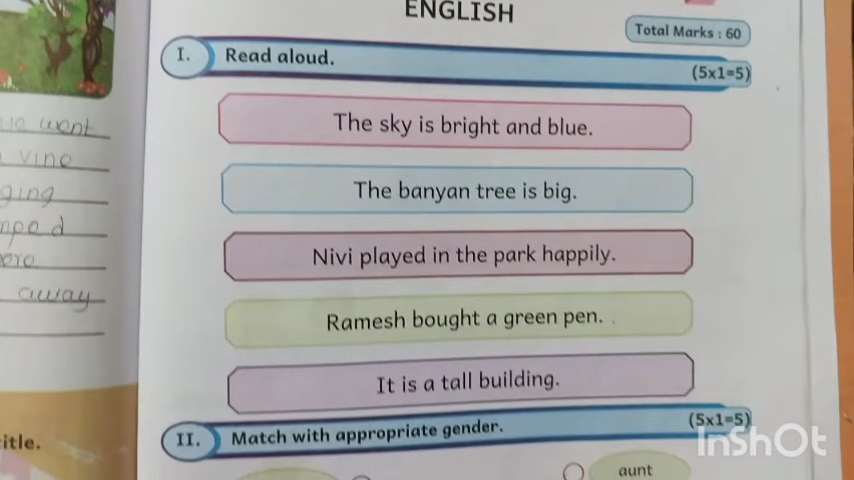 ENGLISH
Total Marks : 60
I. Read aloud.
(5x1=5)
The sky is bright and blue.
The banyan tree is big.
Nivi played in the park happily.
Ramesh bought a green pen.
It is a tall building.
II. Match with appropriate gender.
(5x1=5)
aunt
went
vine
ging
away
itle.
InShOt